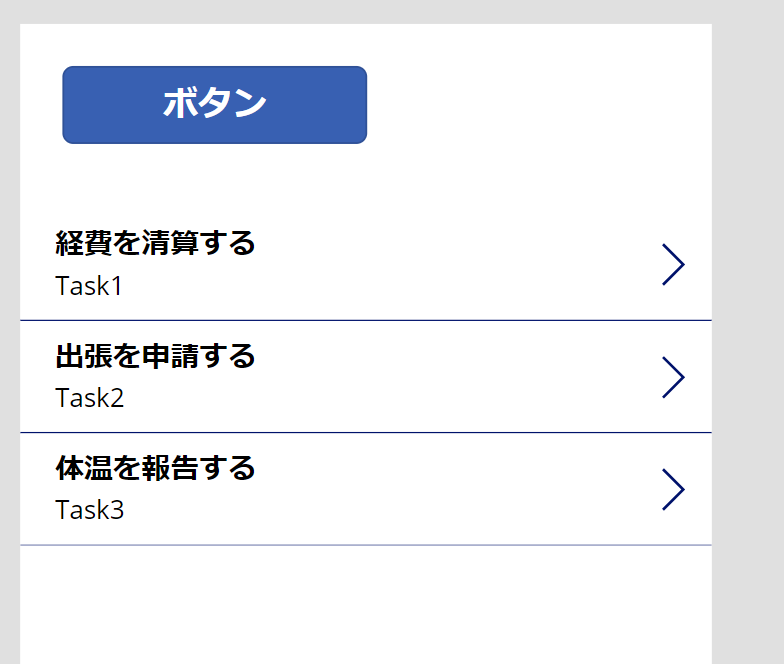 ボタン
経費を清算する
Task1
出張を申請する
Task2
体温を報告する
Task3